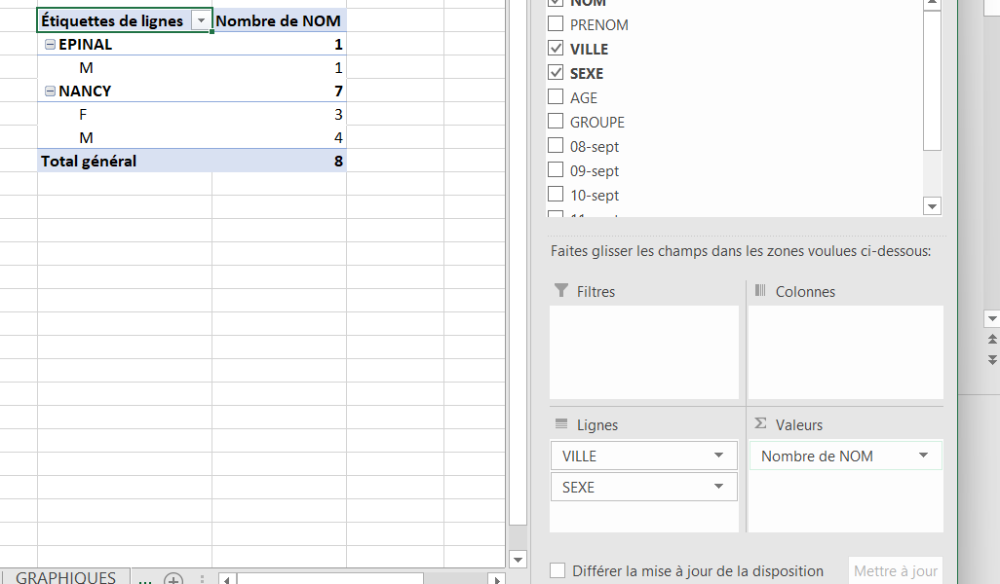 Étiquettes de lignes Nombre de NOM
EPINAL 1
M 1
NANCY 7
F 3
M 4
Total général 8
GRAPHIQUES ...
NOM
PRENOM
VILLE
SEXE
AGE
GROUPE
08-sept
09-sept
10-sept
Faites glisser les champs dans les zones voulues ci-dessous:
Filtres
Colonnes
Lignes
VILLE
SEXE
Valeurs
Nombre de NOM
Différer la mise à jour de la disposition Mettre à jour